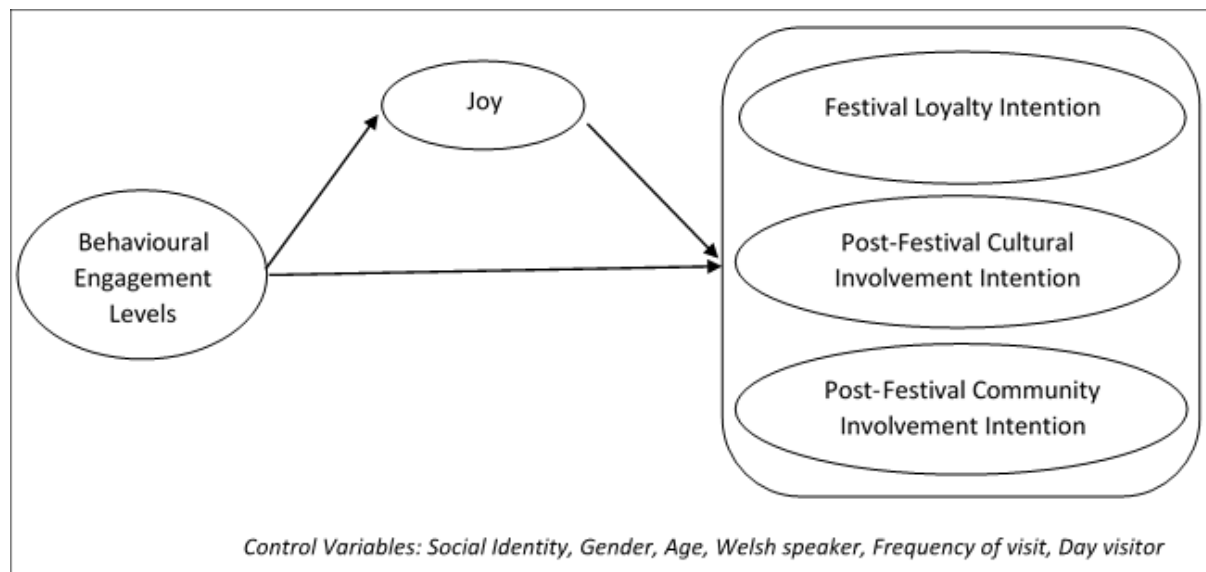 Joy
Festival Loyalty Intention
Behavioural
Engagement
Levels
Post-Festival Cultural
Involvement Intention
Post-Festival Community
Involvement Intention
Control Variables: Social Identity, Gender, Age, Welsh speaker, Frequency of visit, Day visitor